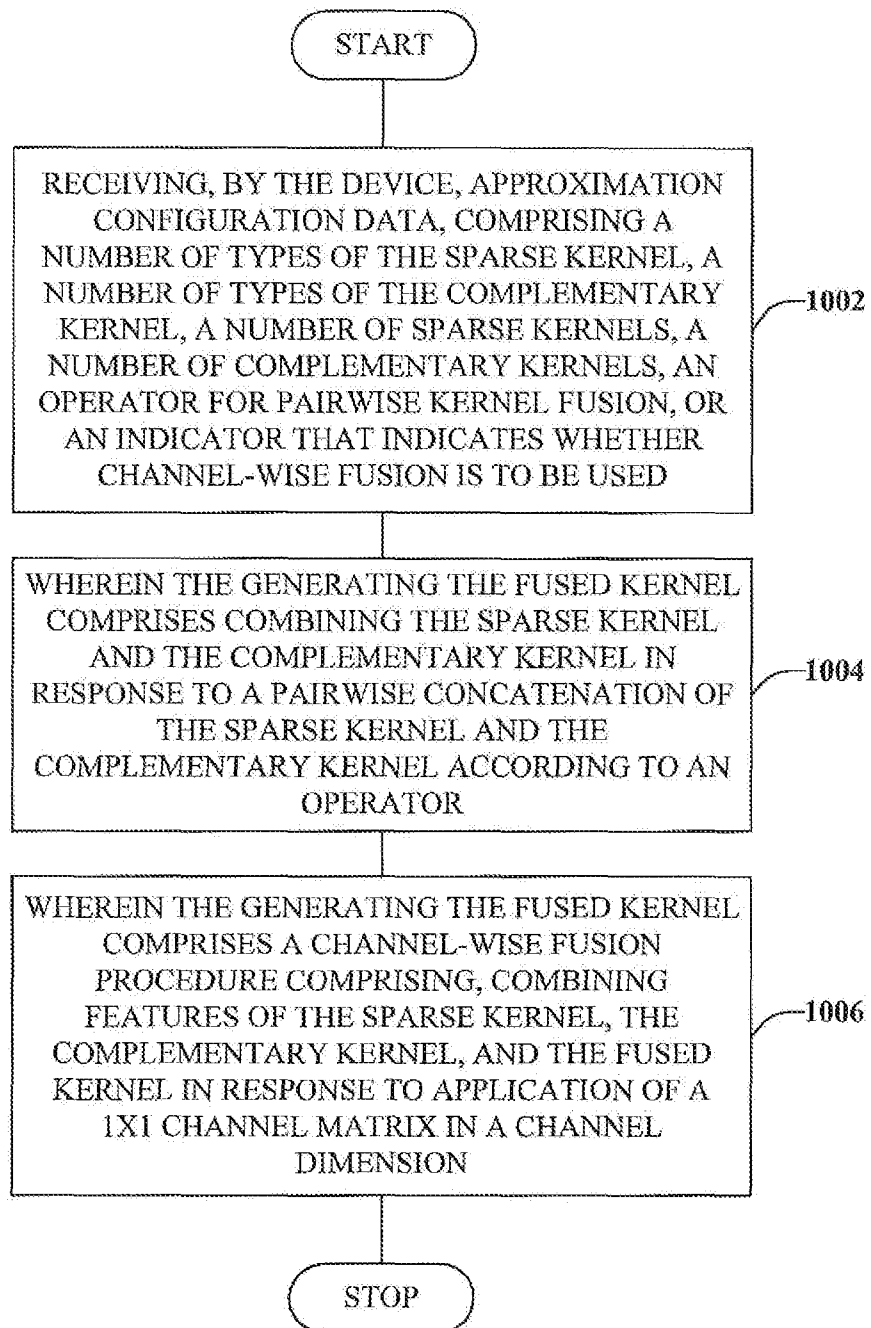 START
RECEIVING, BY THE DEVICE, APPROXIMATION
CONFIGURATION DATA, COMPRISING A
NUMBER OF TYPES OF THE SPARSE KERNEL, A
NUMBER OF TYPES OF THE COMPLEMENTARY
KERNEL, A NUMBER OF SPARSE KERNELS, A
NUMBER OF COMPLEMENTARY KERNELS, AN
OPERATOR FOR PAIRWISE KERNEL FUSION, OR
AN INDICATOR THAT INDICATES WHETHER
CHANNEL-WISE FUSION IS TO BE USED
1002
WHEREIN THE GENERATING THE FUSED KERNEL
COMPRISES COMBINING THE SPARSE KERNEL
AND THE COMPLEMENTARY KERNEL IN
RESPONSE TO A PAIRWISE CONCATENATION OF
THE SPARSE KERNEL AND THE
COMPLEMENTARY KERNEL ACCORDING TO AN
OPERATOR
1004
WHEREIN THE GENERATING THE FUSED KERNEL
COMPRISES A CHANNEL-WISE FUSION
PROCEDURE COMPRISING, COMBINING
FEATURES OF THE SPARSE KERNEL, THE
COMPLEMENTARY KERNEL, AND THE FUSED
KERNEL IN RESPONSE TO APPLICATION OF A
1X1 CHANNEL MATRIX IN A CHANNEL
DIMENSION
1006
STOP